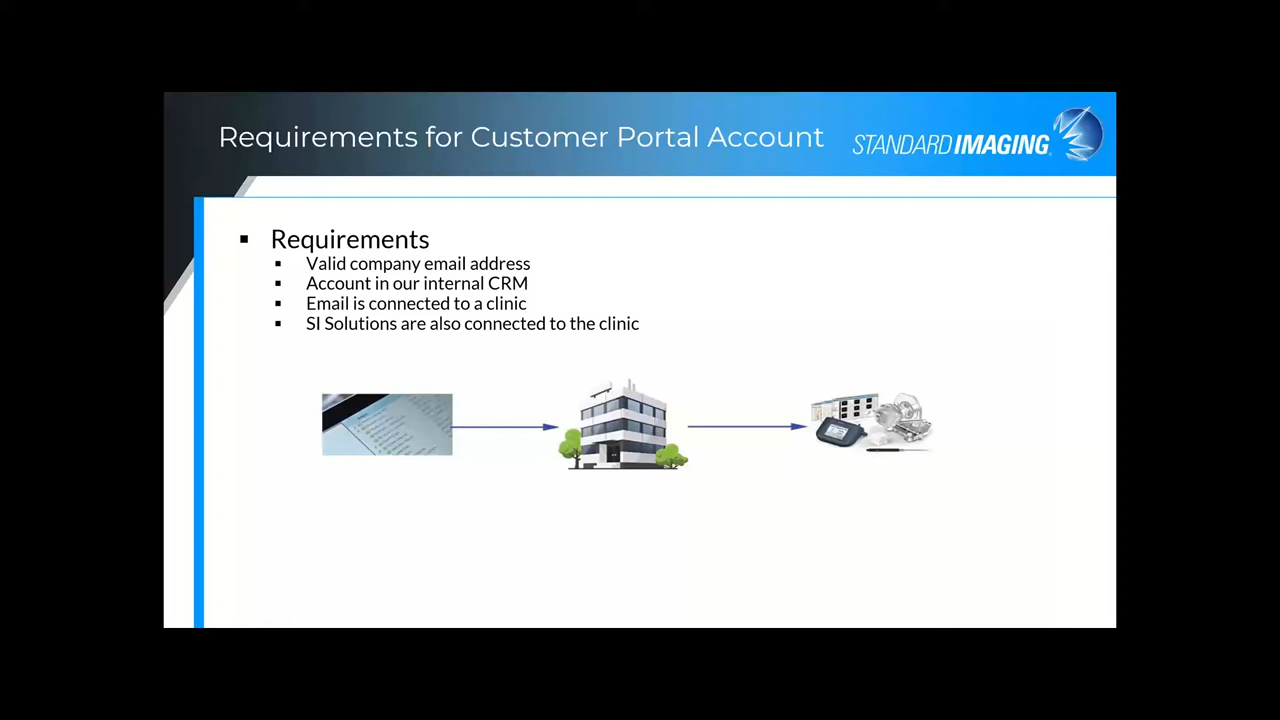 Requirements for Customer Portal Account
STANDARD IMAGING
Requirements
Valid company email address
Account in our internal CRM
Email is connected to a clinic
SI Solutions are also connected to the clinic